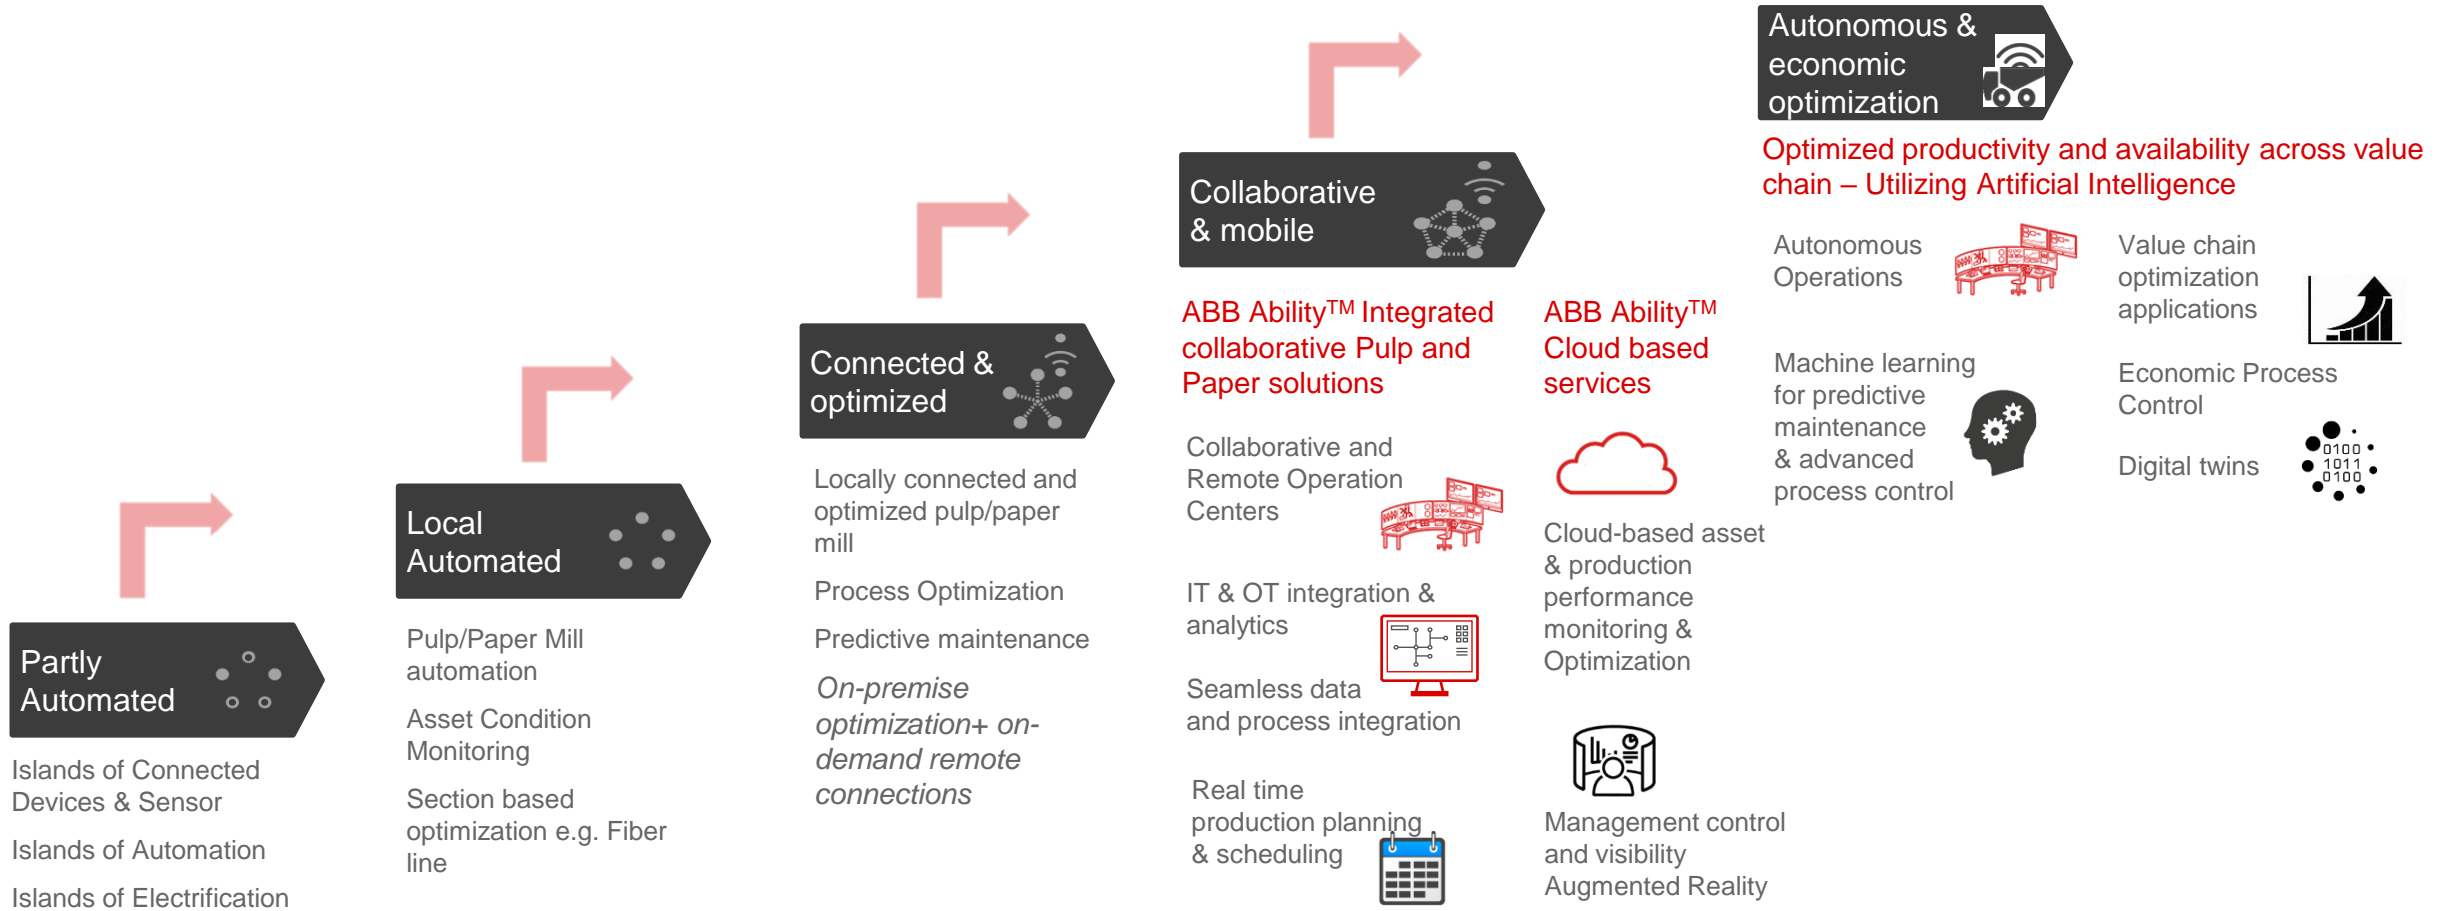 Partly
Automated
Islands of Connected
Devices & Sensor
Islands of Automation
Islands of Electrification
Local
Automated
Pulp/Paper Mill
automation
Asset Condition
Monitoring
Section based
optimization e.g. Fiber
line
Connected &
optimized
Locally connected and
optimized pulp/paper
mill
Process Optimization
Predictive maintenance
On-premise
optimization+ on-
demand remote
connections
Collaborative
& mobile
ABB Ability™ Integrated
collaborative Pulp and
Paper solutions
Collaborative and
Remote Operation
Centers
IT & OT integration &
analytics
Seamless data
and process integration
Real time
production planning
& scheduling
ABB Ability™
Cloud based
services
Cloud-based asset
& production
performance
monitoring &
Optimization
Management control
and visibility
Augmented Reality
Autonomous &
economic
optimization
Optimized productivity and availability across value
chain – Utilizing Artificial Intelligence
Autonomous
Operations
Machine learning
for predictive
maintenance
& advanced
process control
Value chain
optimization
applications
Economic Process
Control
Digital twins
0100
1011
0100